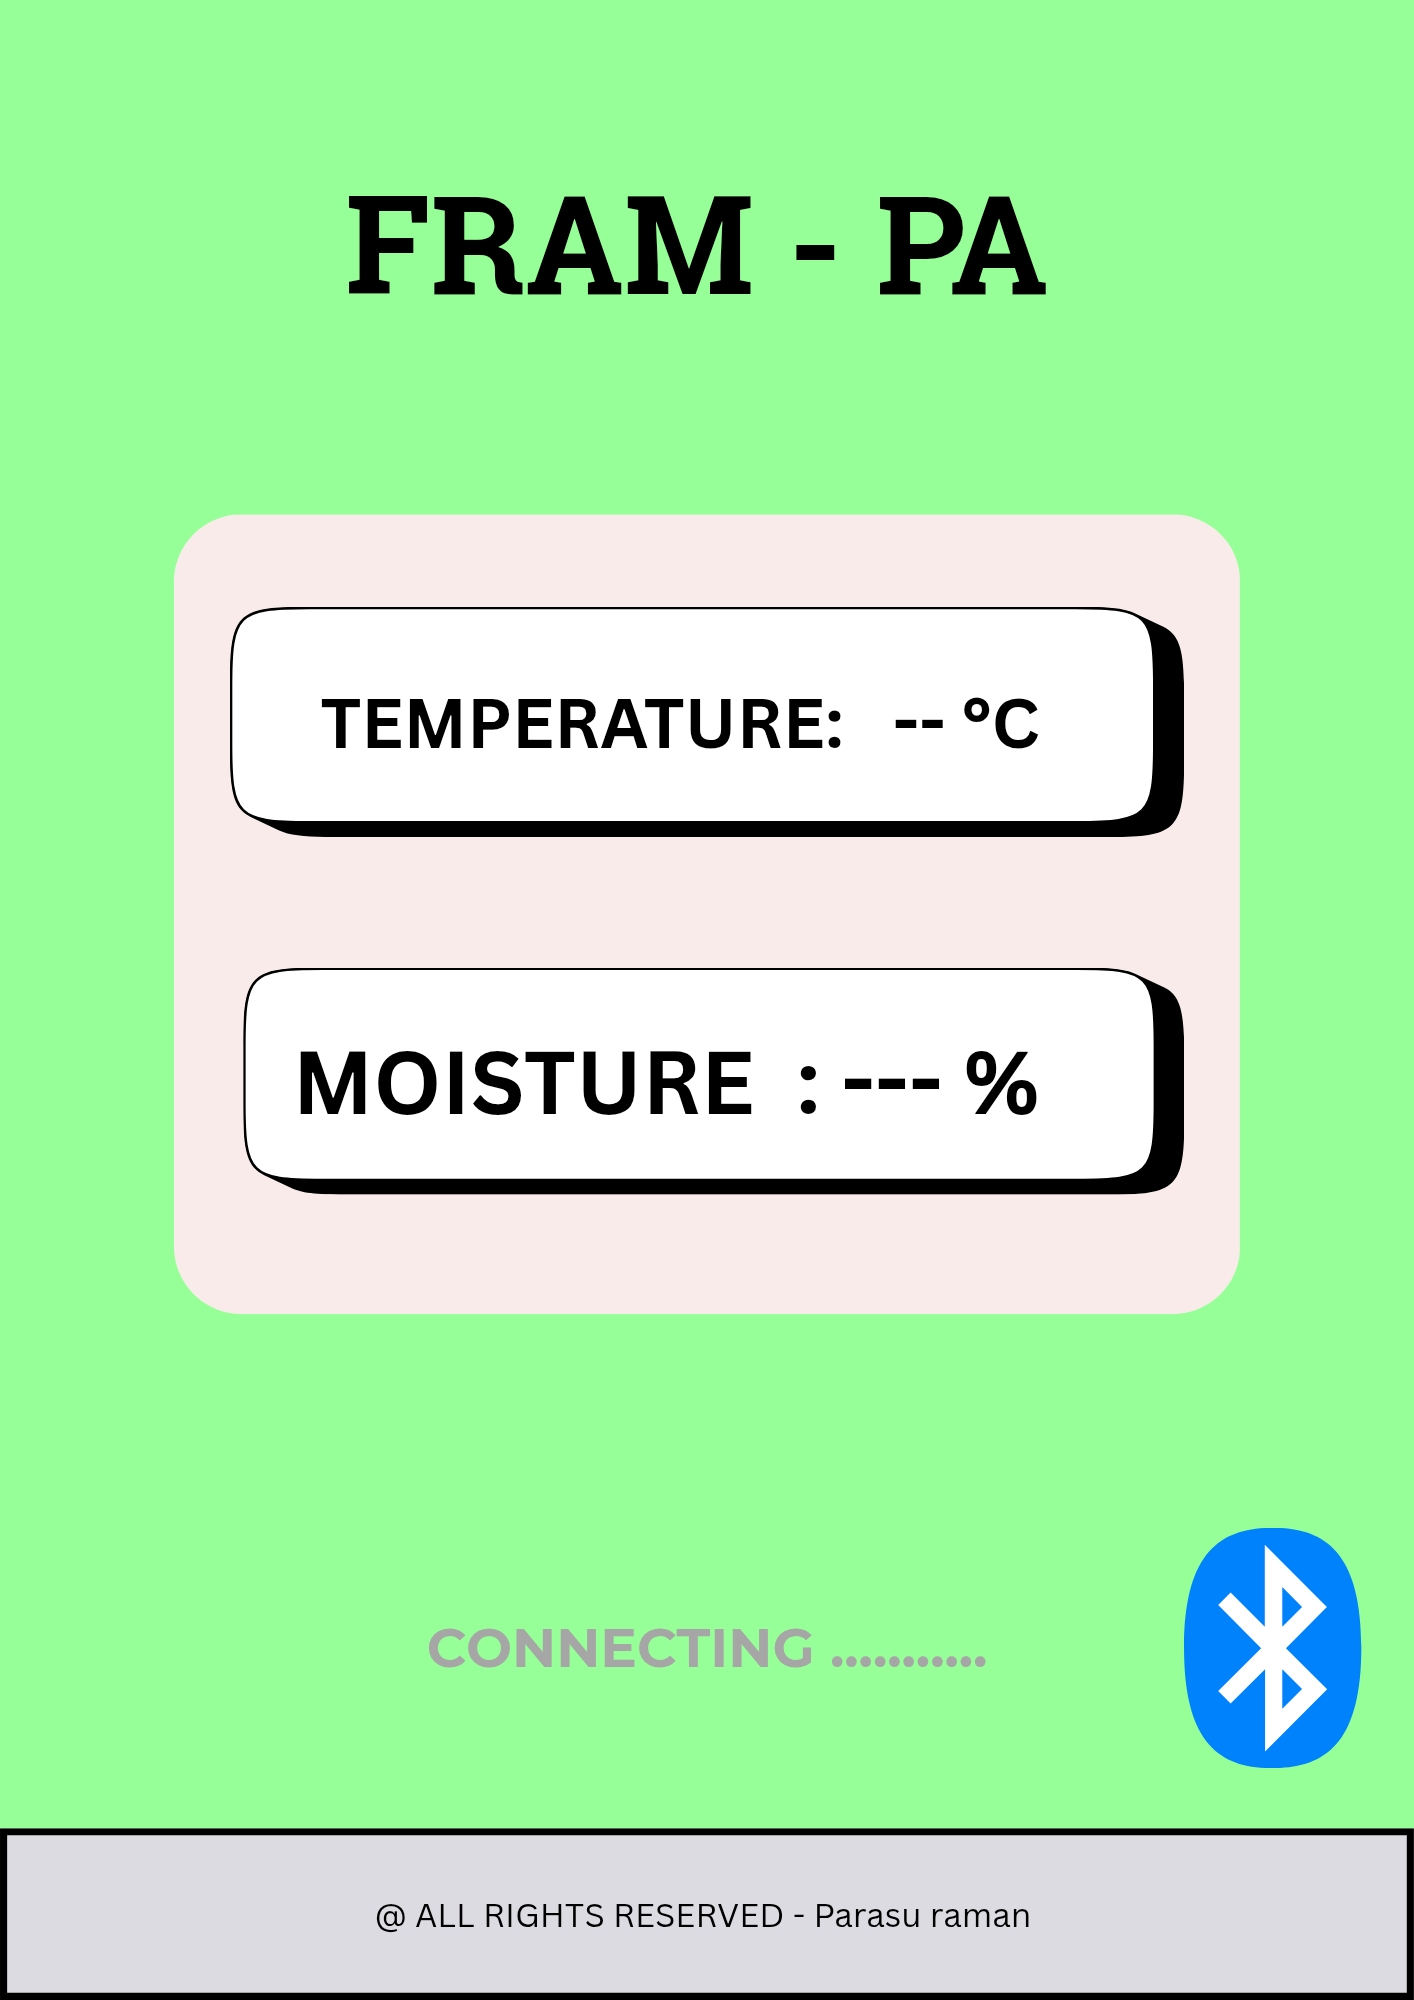 FRAM - PA
TEMPERATURE: -- °C
MOISTURE : --- %
CONNECTING ...........
@ ALL RIGHTS RESERVED - Parasu raman